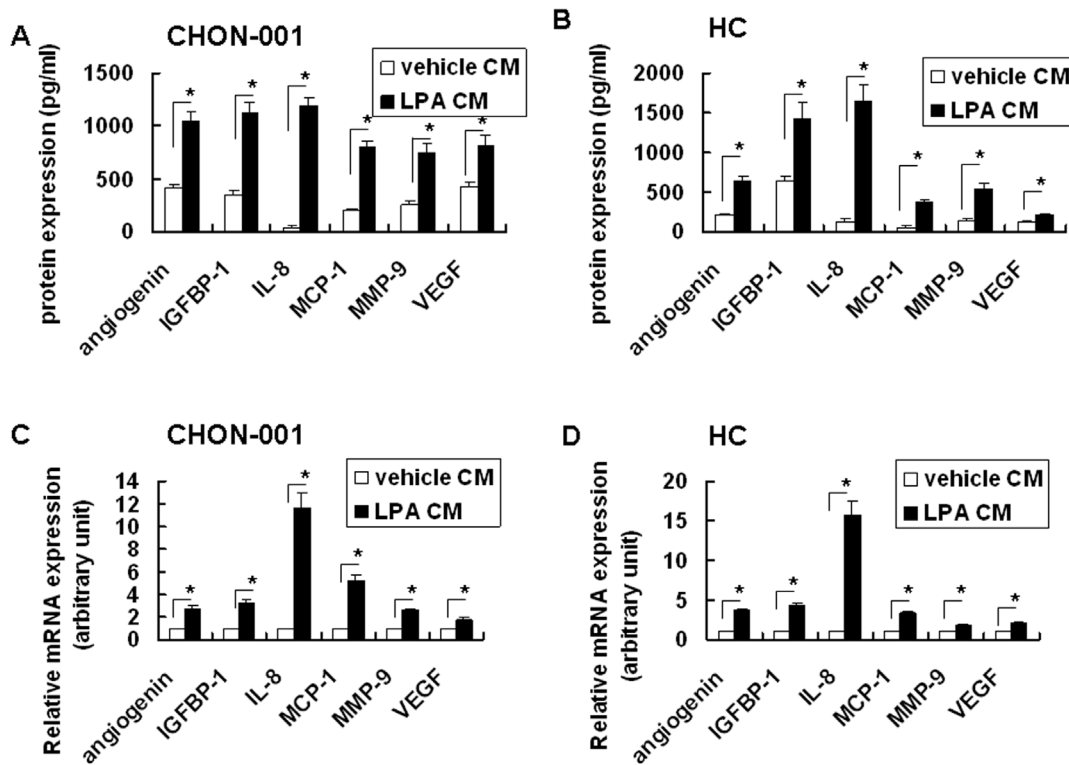 A
CHON-001
protein expression (pg/ml)
1500
1000
500
0
vehicle CM
LPA CM
* * * * * *
angiogenin
IGFBP-1
IL-8
MCP-1
MMP-9
VEGF
B
HC
protein expression (pg/ml)
2000
1500
1000
500
0
vehicle CM
LPA CM
* * * * * *
angiogenin
IGFBP-1
IL-8
MCP-1
MMP-9
VEGF
C
CHON-001
Relative mRNA expression
(arbitrary unit)
14
12
10
8
6
4
2
0
vehicle CM
LPA CM
* * * * * *
angiogenin
IGFBP-1
IL-8
MCP-1
MMP-9
VEGF
D
HC
Relative mRNA expression
(arbitrary unit)
20
15
10
5
0
vehicle CM
LPA CM
* * * * * *
angiogenin
IGFBP-1
IL-8
MCP-1
MMP-9
VEGF